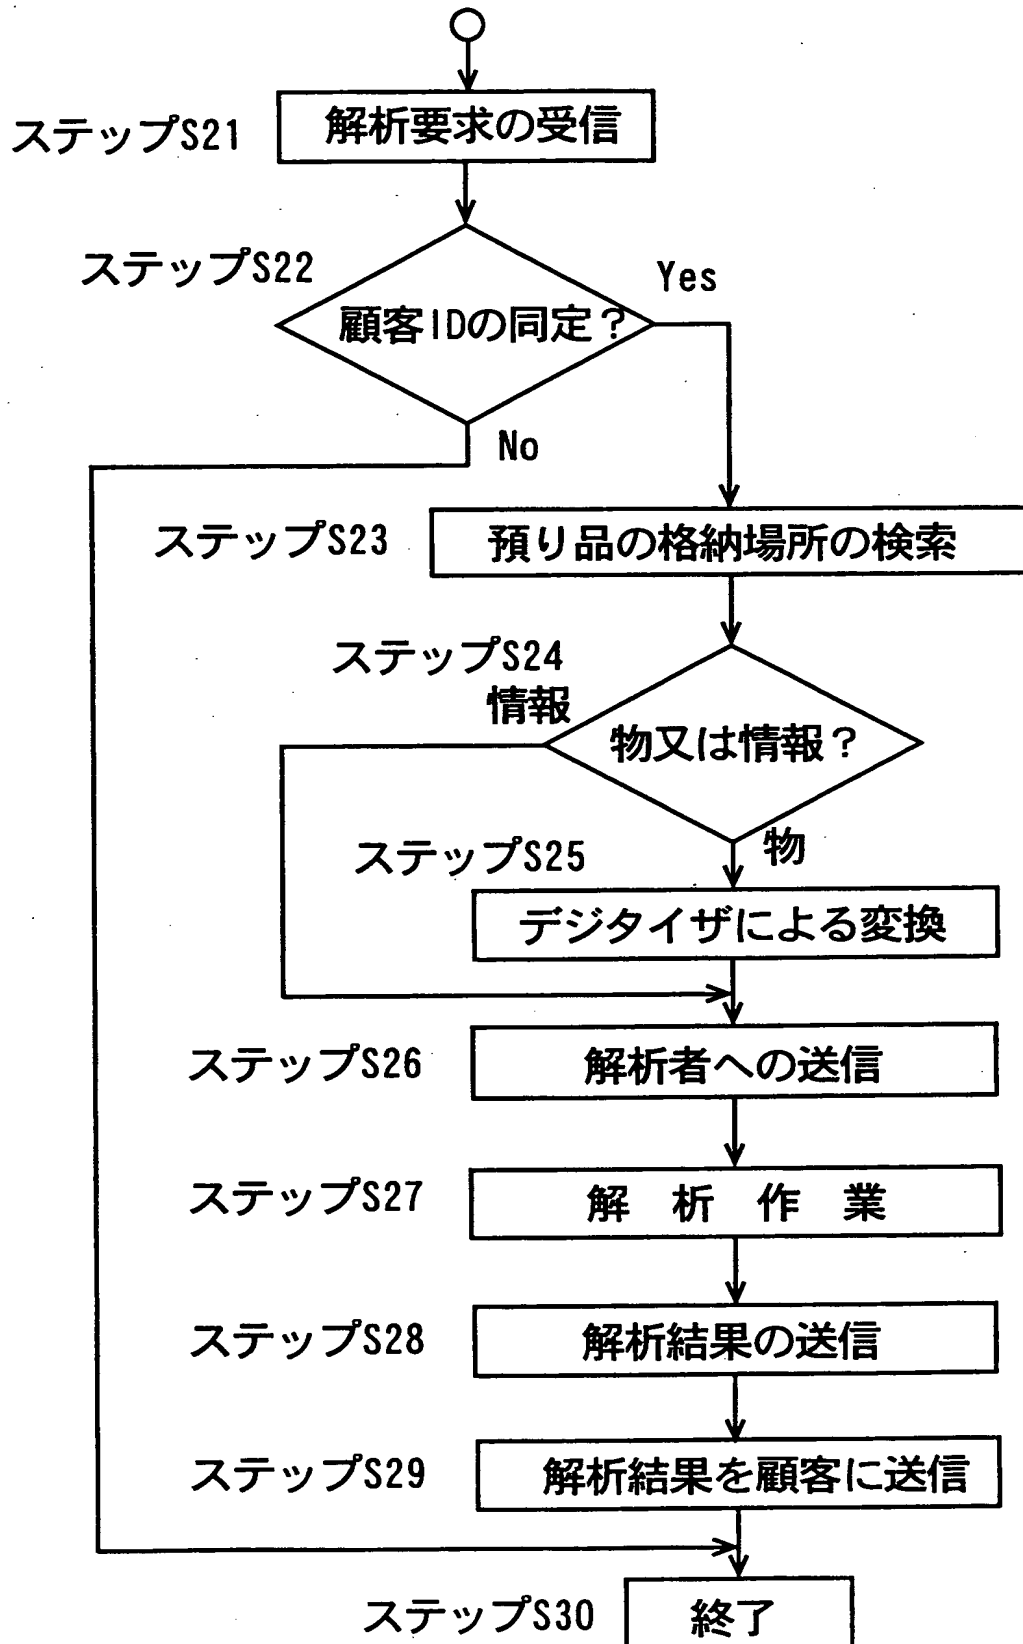 ステップS21
解析要求の受信
ステップS22
顧客IDの同定？
Yes
No
ステップS23
預り品の格納場所の検索
ステップS24
情報
物又は情報？
物
ステップS25
デジタイザによる変換
ステップS26
解析者への送信
ステップS27
解　析　作　業
ステップS28
解析結果の送信
ステップS29
解析結果を顧客に送信
ステップS30
終了